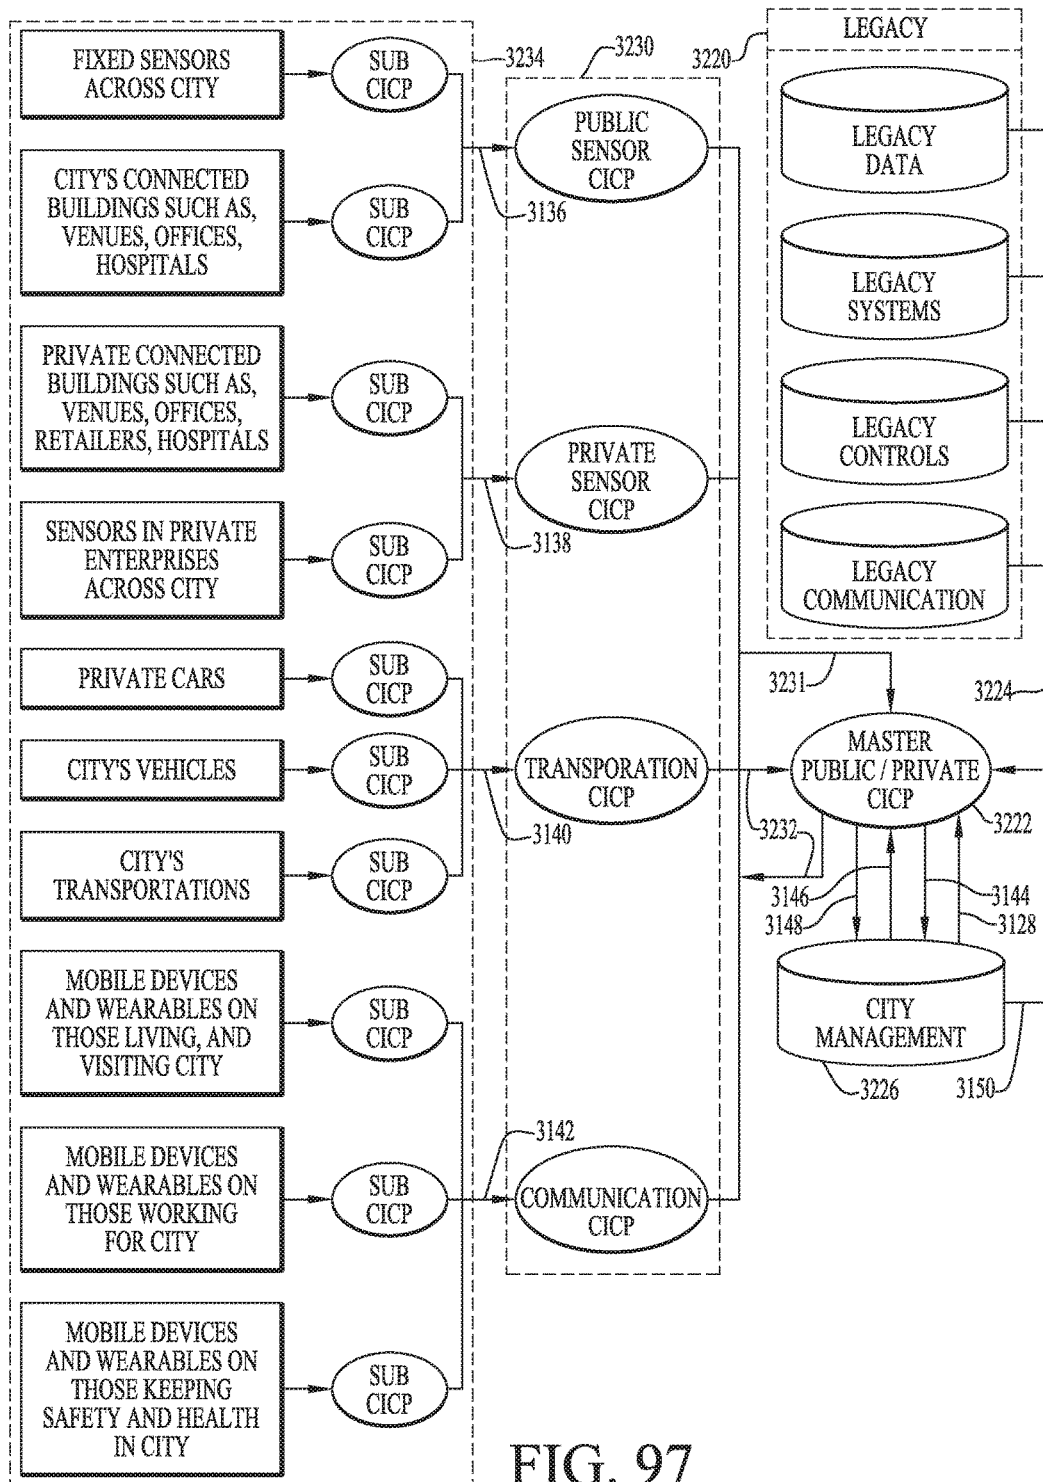 FIXED SENSORS
ACROSS CITY
SUB
CICP
CITY'S CONNECTED
BUILDINGS SUCH AS,
VENUES, OFFICES,
HOSPITALS
SUB
CICP
PRIVATE CONNECTED
BUILDINGS SUCH AS,
VENUES, OFFICES,
RETAILERS, HOSPITALS
SUB
CICP
SENSORS IN PRIVATE
ENTERPRISES
ACROSS CITY
SUB
CICP
PRIVATE CARS
SUB
CICP
CITY'S VEHICLES
SUB
CICP
CITY'S
TRANSPORTATIONS
SUB
CICP
MOBILE DEVICES
AND WEARABLES ON
THOSE LIVING, AND
VISITING CITY
SUB
CICP
MOBILE DEVICES
AND WEARABLES ON
THOSE WORKING
FOR CITY
SUB
CICP
MOBILE DEVICES
AND WEARABLES ON
THOSE KEEPING
SAFETY AND HEALTH
IN CITY
SUB
CICP
3234
3230
PUBLIC
SENSOR
CICP
3136
PRIVATE
SENSOR
CICP
3138
TRANSPORATION
CICP
3140
3142
COMMUNICATION
CICP
3220
LEGACY
LEGACY
DATA
LEGACY
SYSTEMS
LEGACY
CONTROLS
LEGACY
COMMUNICATION
3231
3224
MASTER
PUBLIC / PRIVATE
CICP
3222
3232
3146
3148
3144
3128
CITY
MANAGEMENT
3226
3150
FIG. 97